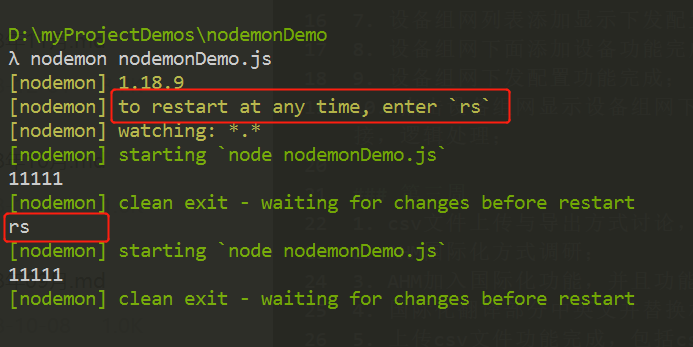 D:\myProjectDemos\nodemonDemo
λ nodemon nodemonDemo.js
[nodemon] 1.18.9
[nodemon] to restart at any time, enter `rs`
[nodemon] watching: *.*
[nodemon] starting `node nodemonDemo.js`
11111
[nodemon] clean exit - waiting for changes before restart
rs
[nodemon] starting `node nodemonDemo.js`
11111
[nodemon] clean exit - waiting for changes before restart